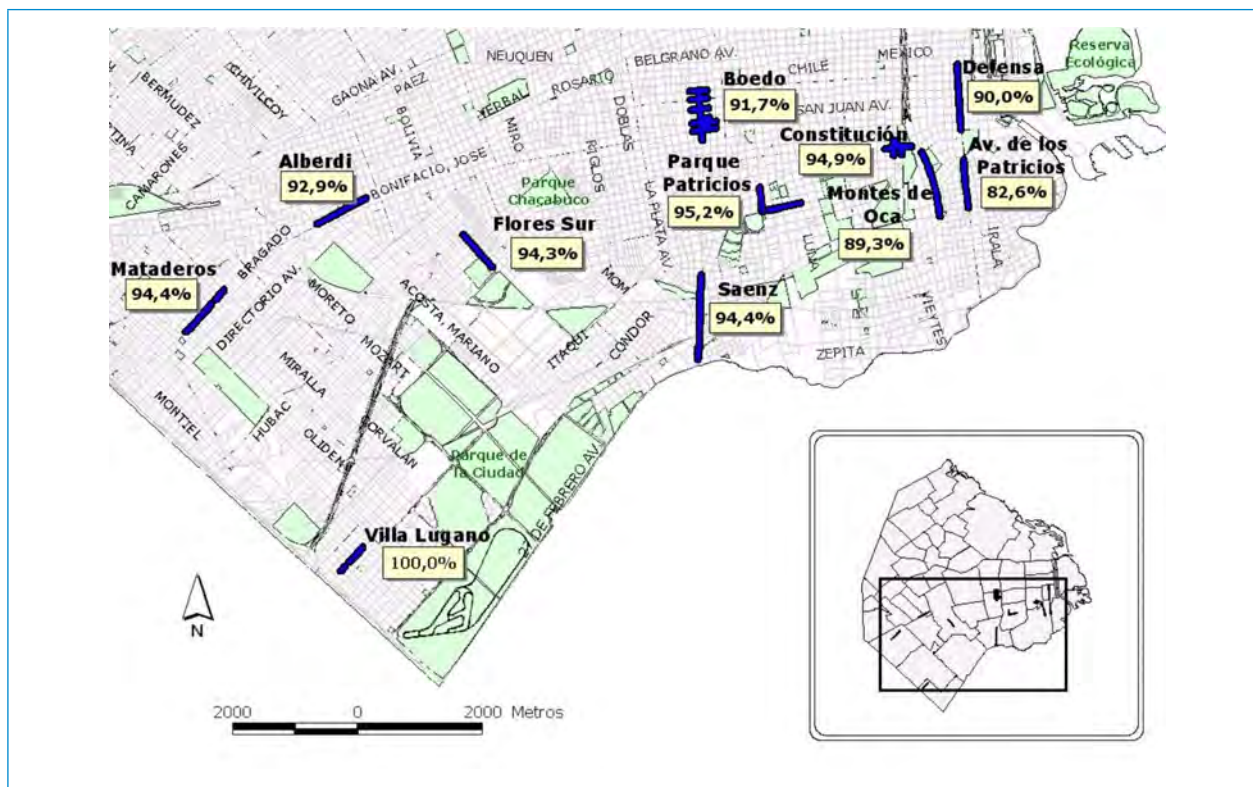 NEUQUEN
BELGRANO AV.
MEXICO
Reserva
Ecológica
GAONA AV.
PAEZ
CHIVILCOY
BERMUDEZ
ROSARIO
CHILE
Defensa
90,0%
Boedo
91,7%
SAN JUAN AV.
YERBAL
DOBLAS
BOLIVIA
MIRO
CAMARONES
Constitución
94,9%
Av. de los
Patricios
82,6%
Alberdi
92,9%
BONIFACIO, JOSE
RIGLOS
Parque
Patricios
95,2%
Parque
Chacabuco
LA PLATA AV.
Montes de
Oca
89,3%
Flores Sur
94,3%
LUNA
IRALA
BRAGADO
Mataderos
94,4%
DIRECTORIO AV.
MORETO
ACOSTA, MARIANO
MOM
Saenz
94,4%
VIEYTES
ITAQUI
CONDOR
ZEPITA
MOZART
MIRALLA
MONTIEL
HUBAC
OLIDEN
CORVALAN
Parque de
la Ciudad
27 DE FEBRERO AV.
Villa Lugano
100,0%
N
2000 0 2000 Metros